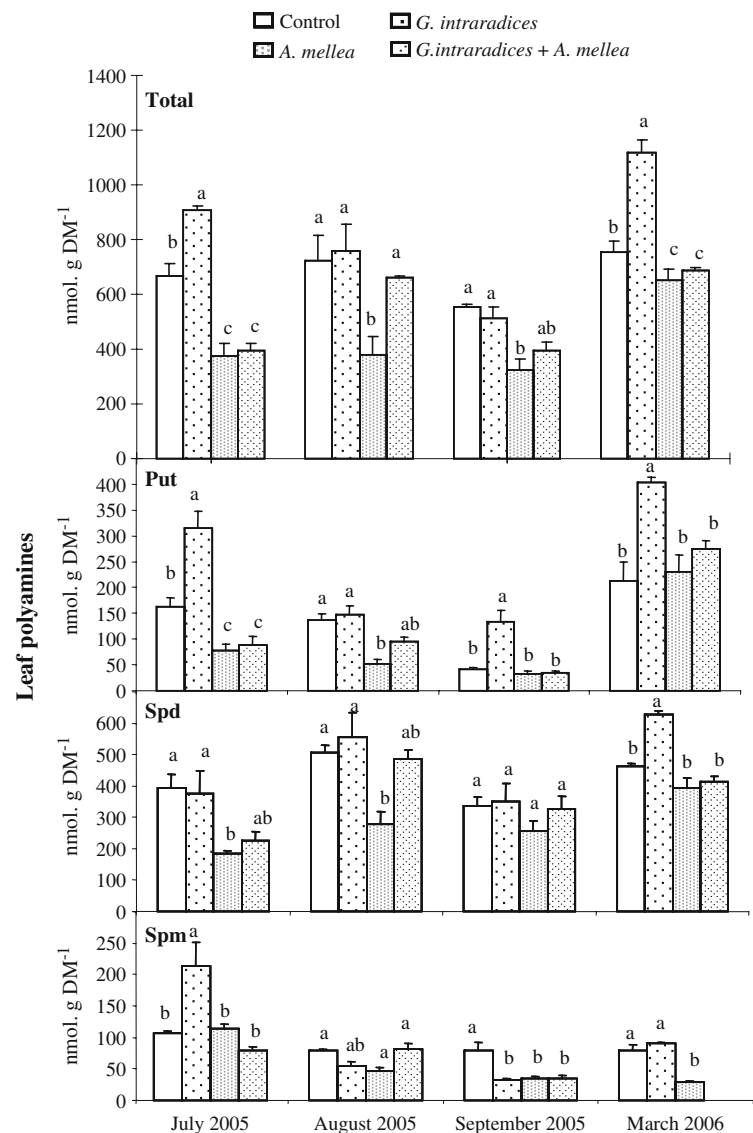 Control
G. intraradices
A. mellea
G.intraradices + A. mellea
Leaf polyamines
Total
nmol. g DM-1
1400
1200
1000
800
600
400
200
0
b a c c
a a b a
a a b ab
b a c c
Put
nmol. g DM-1
400
350
300
250
200
150
100
50
0
b a c c
a a b ab
b a b b
b a b b
Spd
nmol. g DM-1
600
500
400
300
200
100
0
a a b ab
a b ab
a a a a
b a b b
Spm
nmol. g DM-1
250
200
150
100
50
0
b a b b
ab a a
a b b b
a a b
July 2005
August 2005
September 2005
March 2006